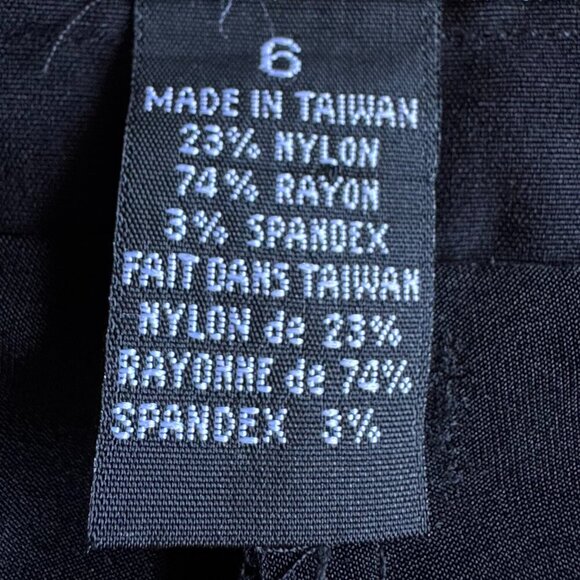 6
MADE IN TAIWAN
23% NYLON
74% RAYON
3% SPANDEX
FAIT DANS TAIWAN
NYLON de 23%
RAYONNE de 74%
SPANDEX 3%